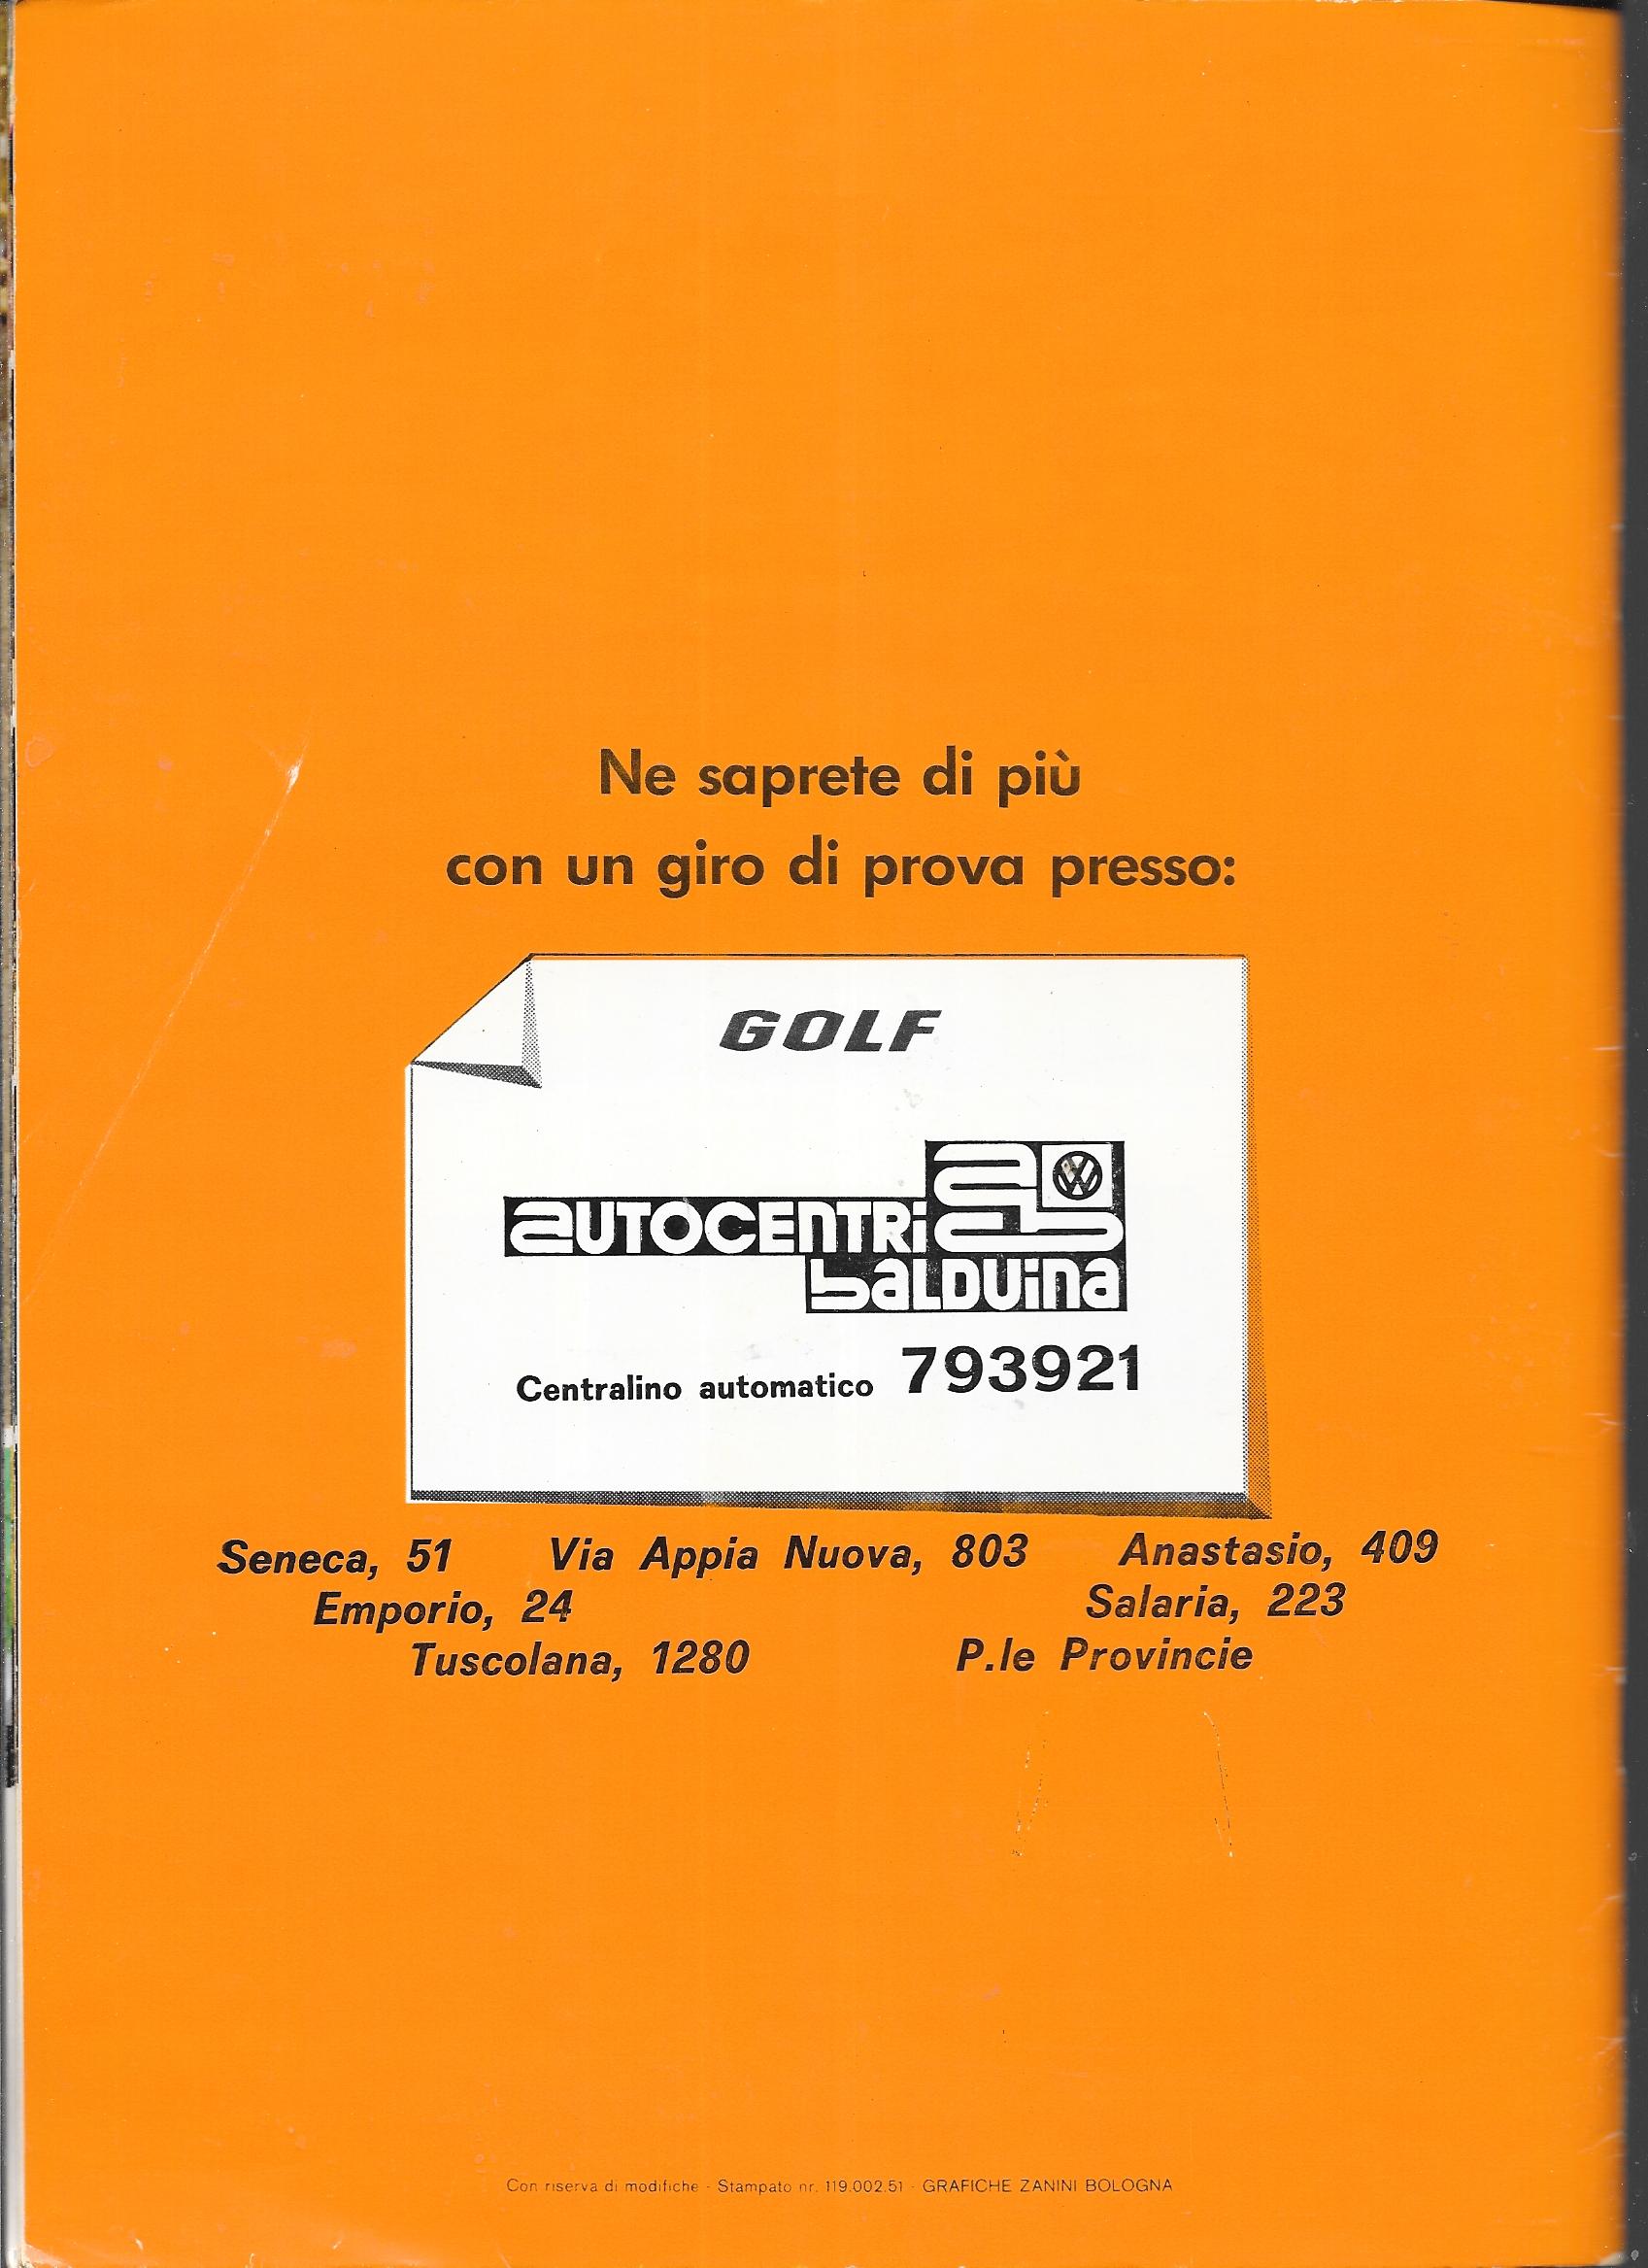 Ne saprete di più
con un giro di prova presso:
GOLF
AUTOCENTRI
BALDUINA
Centralino automatico 793921
Seneca, 51 Via Appia Nuova, 803 Anastasio, 409
Emporio, 24 Salaria, 223
Tuscolana, 1280 P.le Provincie
Con riserva di modifiche - Stampato nr. 119.002.51 - GRAFICHE ZANINI BOLOGNA